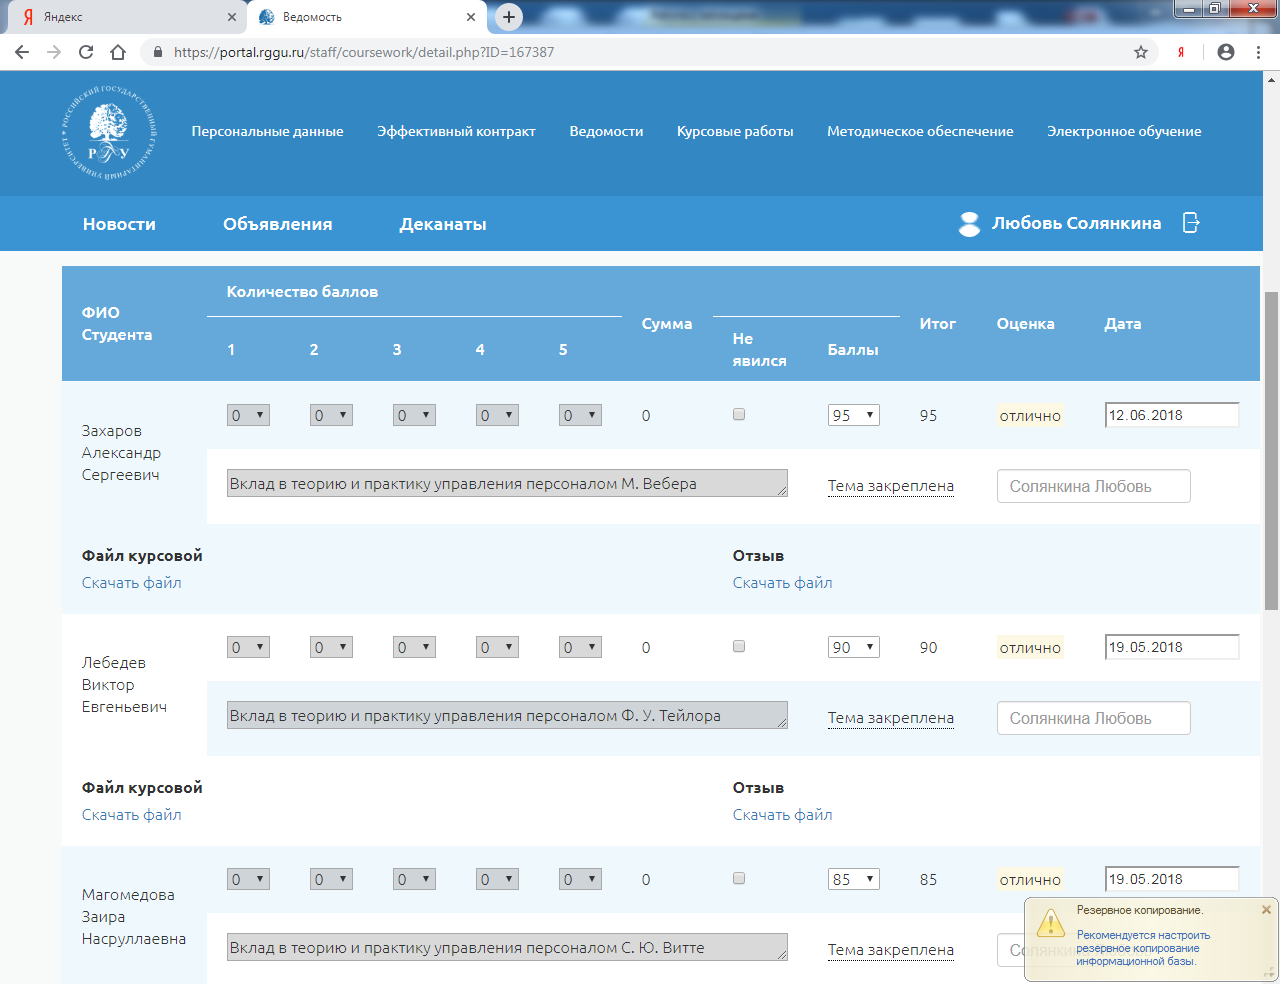 Яндекс
Ведомость
https://portal.rggu.ru/staff/coursework/detail.php?ID=167387
Я
РОССИЙСКИЙ ГОСУДАРСТВЕННЫЙ ГУМАНИТАРНЫЙ УНИВЕРСИТЕТ
РГГУ
Персональные данные
Эффективный контракт
Ведомости
Курсовые работы
Методическое обеспечение
Электронное обучение
Новости
Объявления
Деканаты
Любовь Солянкина
ФИО
Студента
Количество баллов
1 2 3 4 5
Сумма
Не
явился
Баллы
Итог
Оценка
Дата
Захаров
Александр
Сергеевич
0 0 0 0 0 0 95 95 отлично 12.06.2018
Вклад в теорию и практику управления персоналом М. Вебера
Тема закреплена
Солянкина Любовь
Файл курсовой
Скачать файл
Отзыв
Скачать файл
Лебедев
Виктор
Евгеньевич
0 0 0 0 0 0 90 90 отлично 19.05.2018
Вклад в теорию и практику управления персоналом Ф. У. Тейлора
Тема закреплена
Солянкина Любовь
Файл курсовой
Скачать файл
Отзыв
Скачать файл
Магомедова
Заира
Насруллаевна
0 0 0 0 0 0 85 85 отлично 19.05.2018
Вклад в теорию и практику управления персоналом С. Ю. Витте
Тема закреплена
Резервное копирование.
Рекомендуется настроить
резервное копирование
информационной базы.